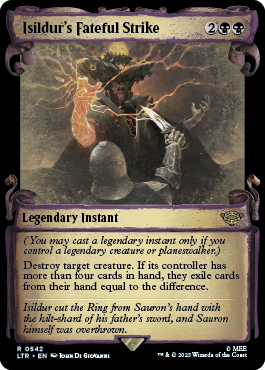 Isildur's Fateful Strike 2
Legendary Instant
(You may cast a legendary instant only if you
control a legendary creature or planeswalker.)
Destroy target creature. If its controller has
more than four cards in hand, they exile cards
from their hand equal to the difference.
Isildur cut the Ring from Sauron's hand with
the hilt-shard of his father's sword, and Sauron
himself was overthrown.
R 0542
LTR • EN John Di Giovanni
© MEE
™ & © 2023 Wizards of the Coast